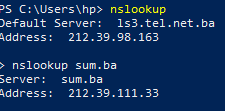 PS C:\Users\hp> nslookup
Default Server:  ls3.tel.net.ba
Address:  212.39.98.163

> nslookup sum.ba
Server:  sum.ba
Address:  212.39.111.33